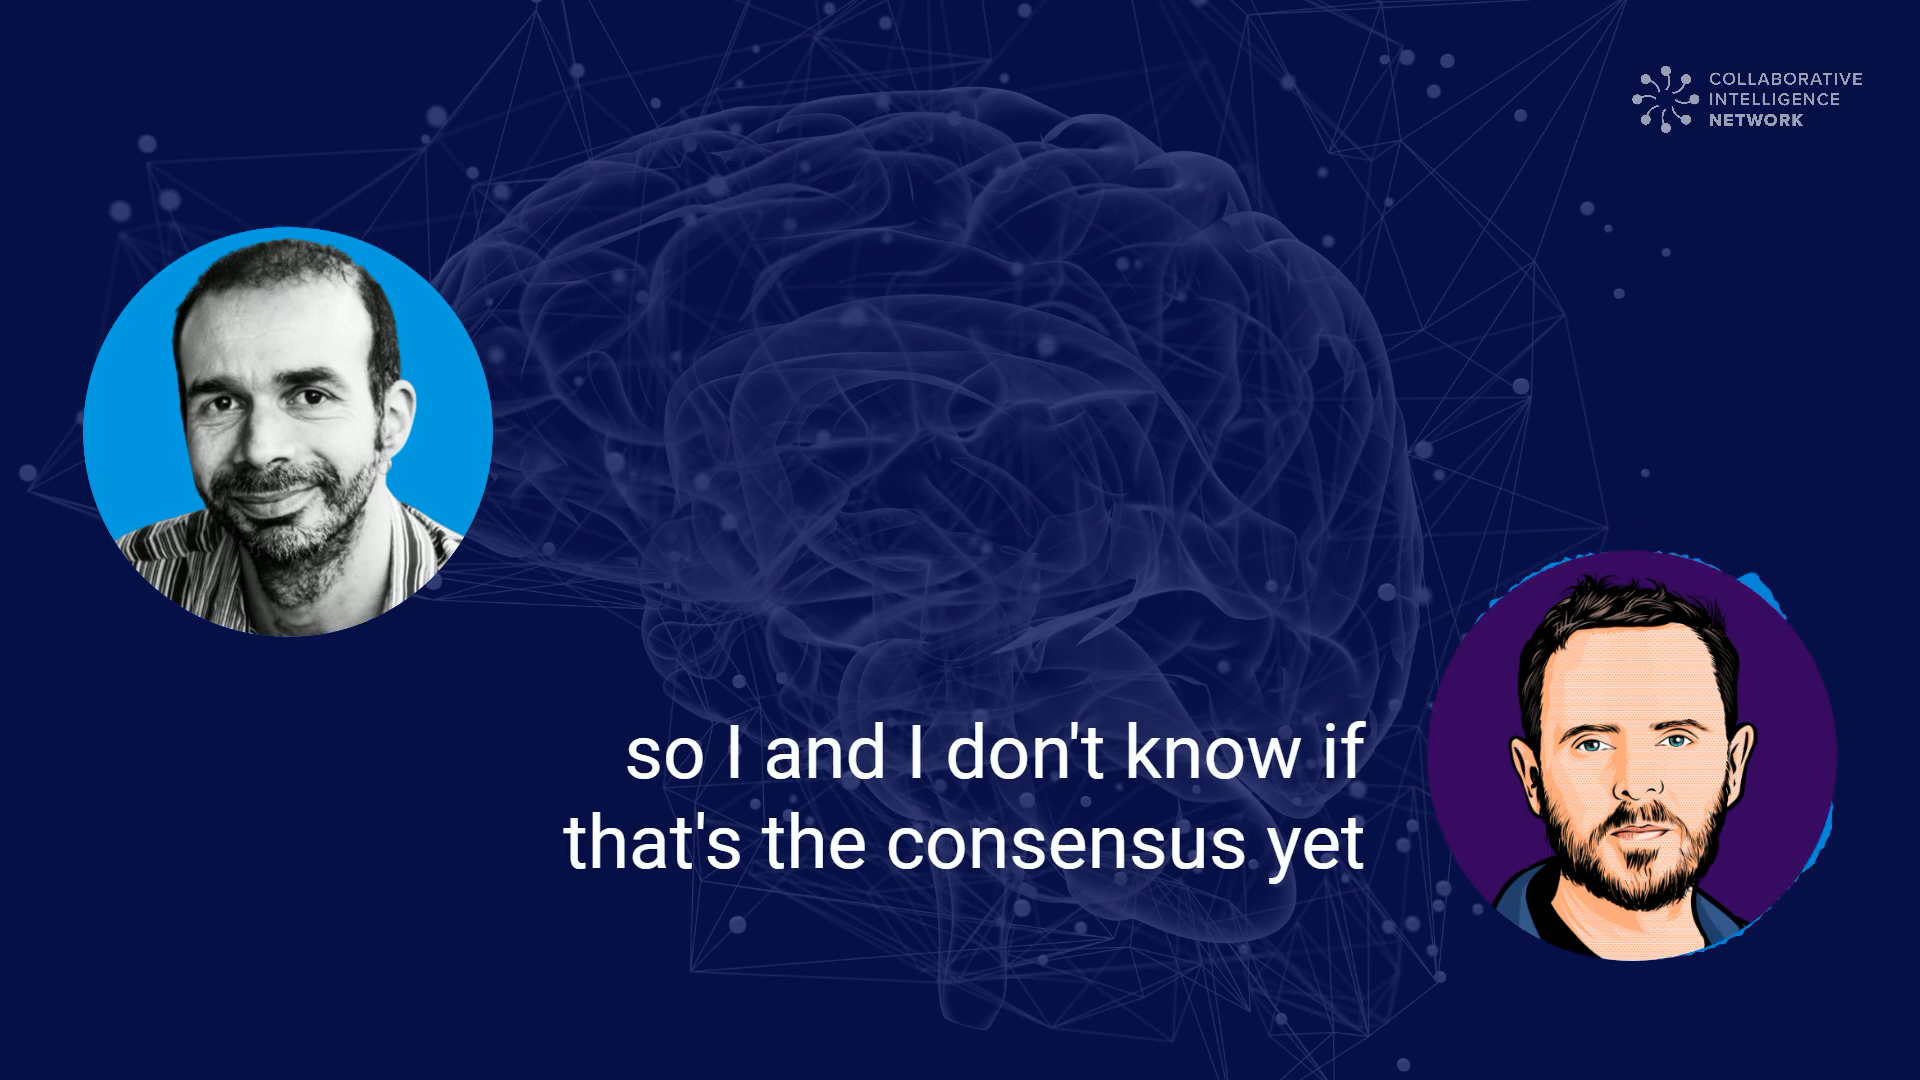 COLLABORATIVE
INTELLIGENCE
NETWORK
so I and I don't know if
that's the consensus yet